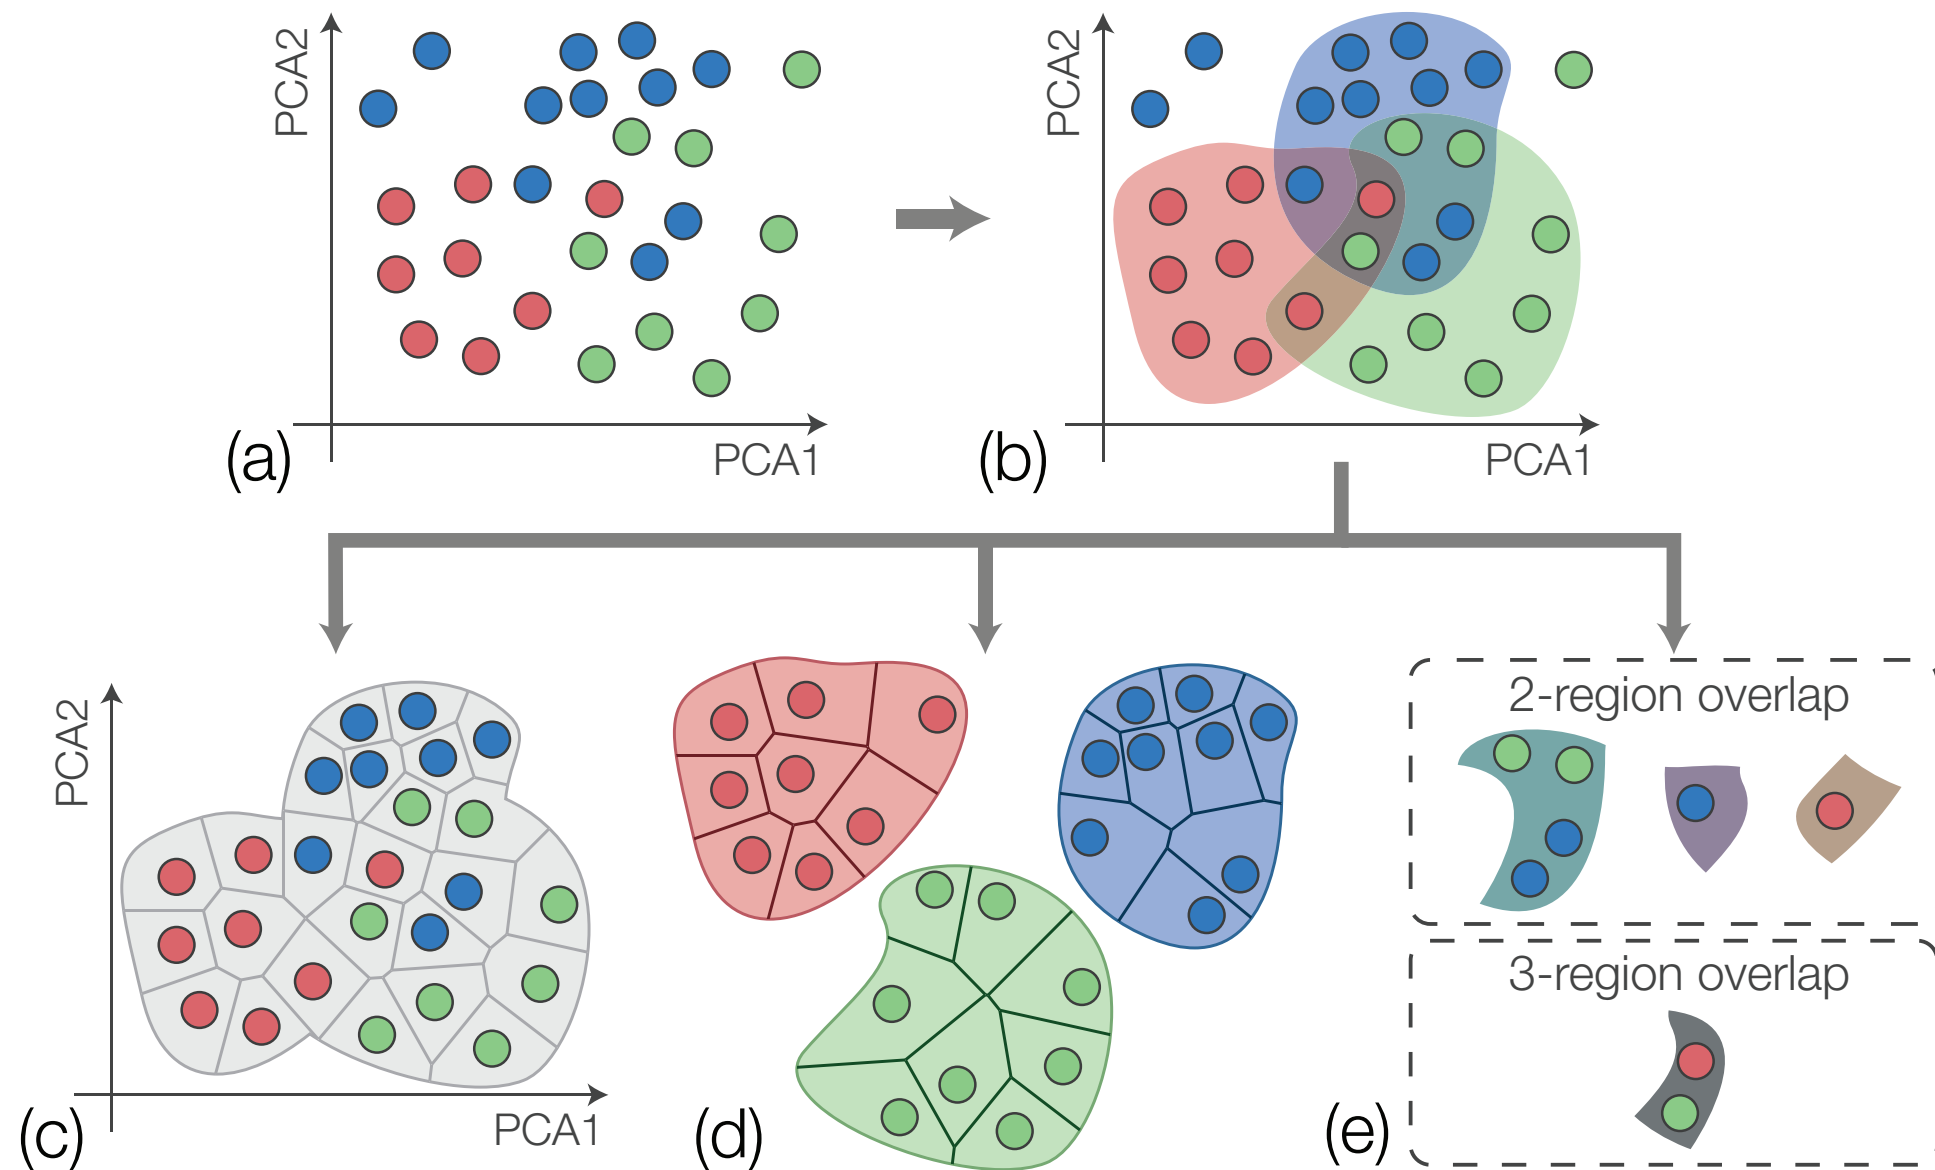 PCA2
PCA1
(a)
PCA2
PCA1
(b)
PCA2
PCA1
(c)
(d)
2-region overlap
3-region overlap
(e)